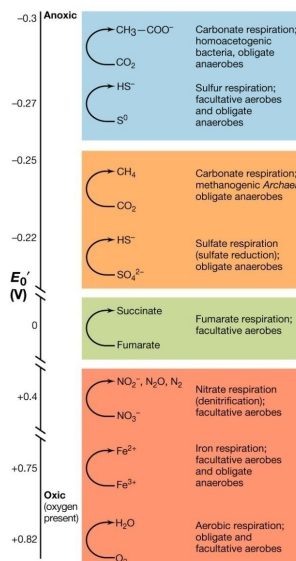 −0.3
Anoxic
CH3—COO−
CO2
Carbonate respiration;
homoacetogenic
bacteria, obligate
anaerobes
−0.27
HS−
S0
Sulfur respiration;
facultative aerobes
and obligate
anaerobes
−0.25
CH4
CO2
Carbonate respiration;
methanogenic Archaea
obligate anaerobes
−0.22
HS−
SO42−
Sulfate respiration
(sulfate reduction);
obligate anaerobes
E0′
(V)
0
Succinate
Fumarate
Fumarate respiration;
facultative aerobes
+0.4
NO2−, N2O, N2
NO3−
Nitrate respiration
(denitrification);
facultative aerobes
+0.75
Fe2+
Fe3+
Iron respiration;
facultative aerobes
and obligate
anaerobes
Oxic
(oxygen
present)
+0.82
H2O
O2
Aerobic respiration;
obligate and
facultative aerobes